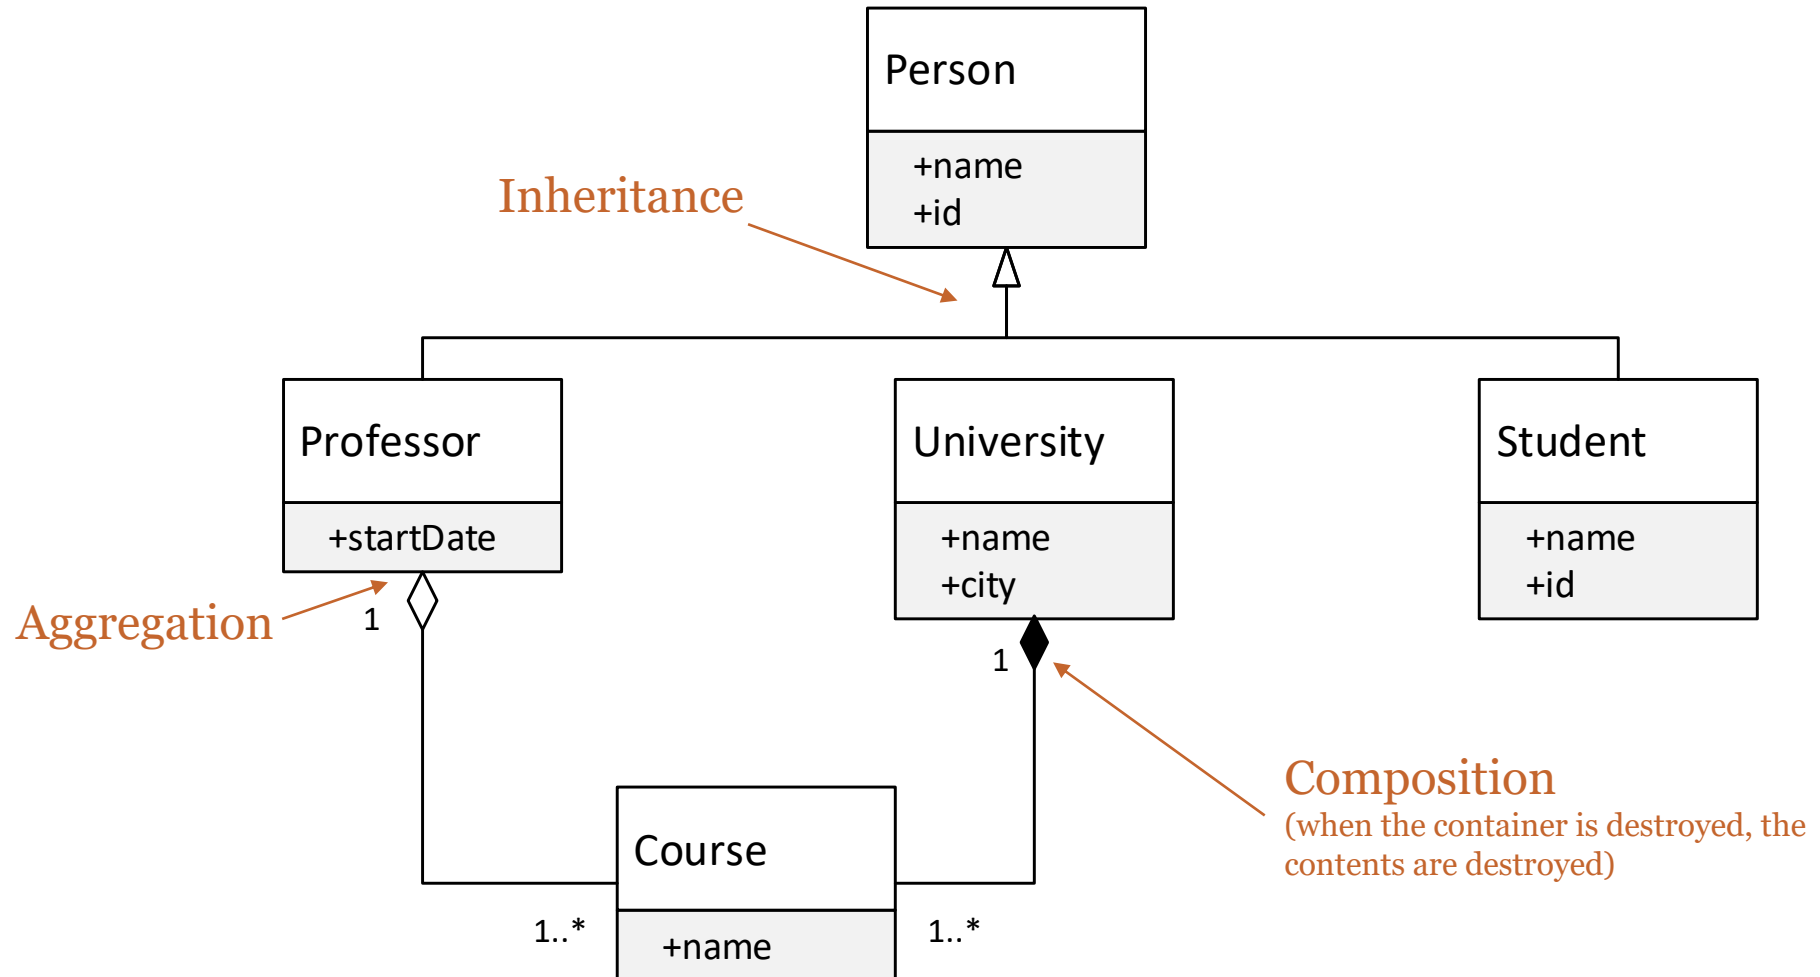 Person
+name
+id
Inheritance
Professor
+startDate
University
+name
+city
Student
+name
+id
Aggregation
1
1
Composition
(when the container is destroyed, the
contents are destroyed)
Course
+name
1..*
1..*